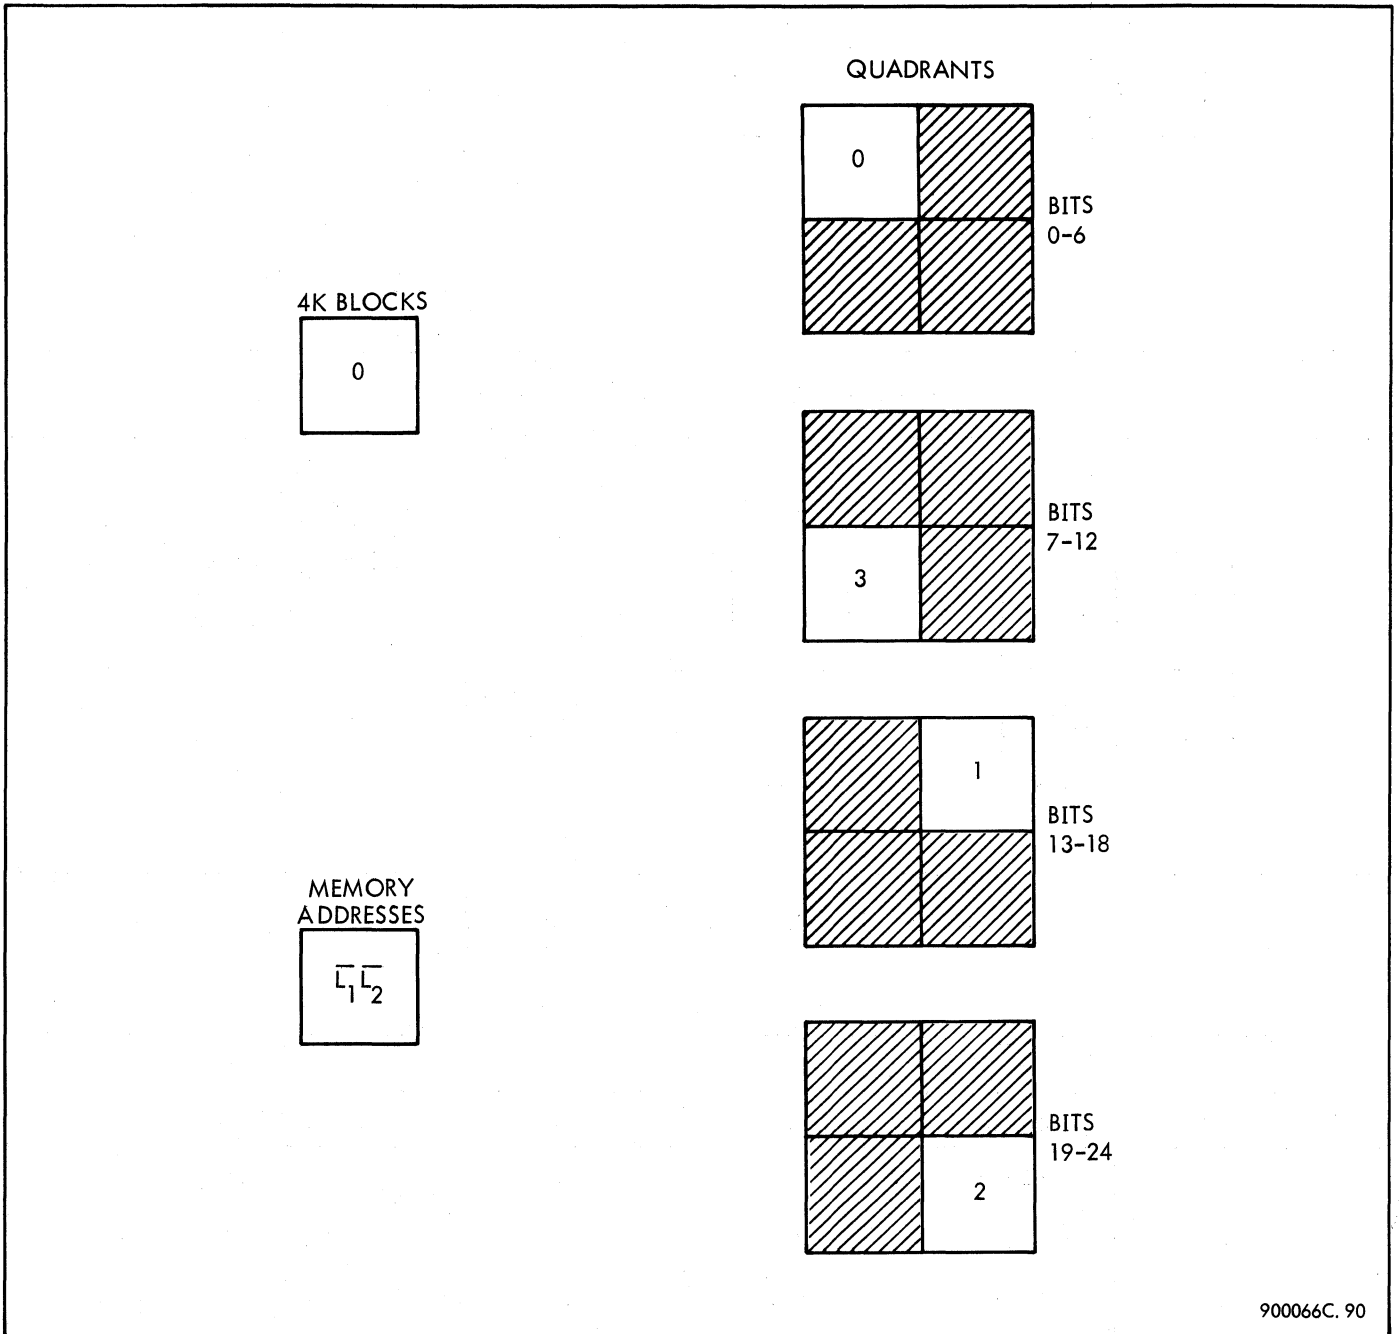 QUADRANTS
0
BITS
0-6
4K BLOCKS
0
3
BITS
7-12
1
BITS
13-18
MEMORY
ADDRESSES
L̅₁ L̅₂
2
BITS
19-24
900066C. 90